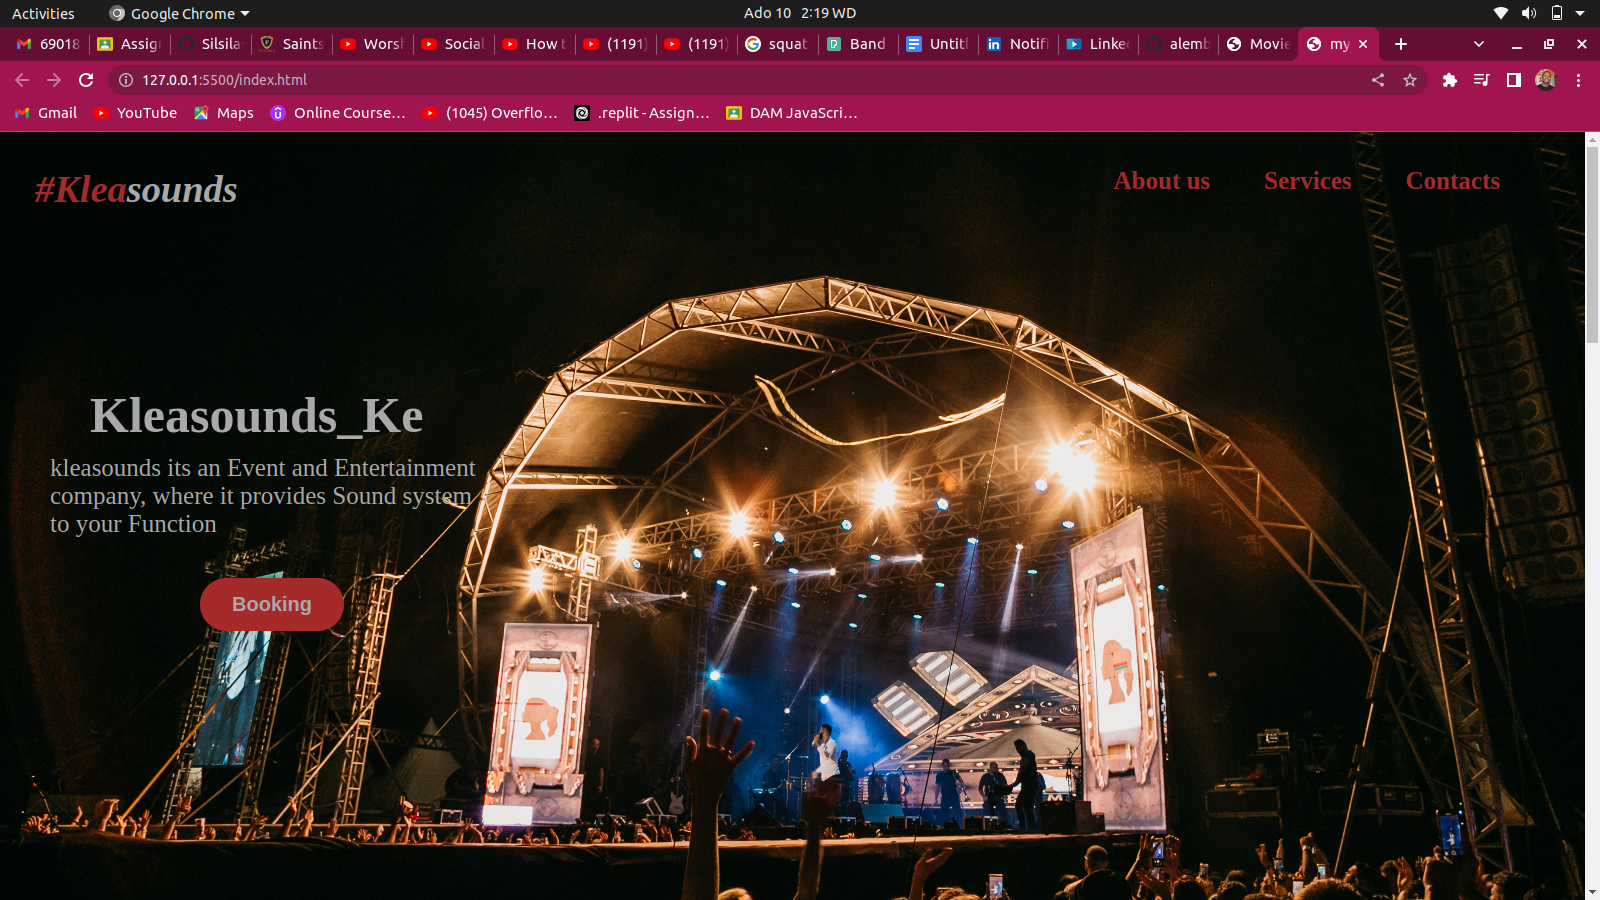 Activities
Google Chrome
Ado 10 2:19 WD
69018
Assig
Silsila
Saints
Worsh
Social
How t
(1191)
(1191)
squat
Band
Untitl
Notifi
Linke
alemb
Movie
my
127.0.0.1:5500/index.html
Gmail
YouTube
Maps
Online Course...
(1045) Overflo...
.replit - Assign...
DAM JavaScri...
#Kleasounds
About us
Services
Contacts
Kleasounds_Ke
kleasounds its an Event and Entertainment
company, where it provides Sound system
to your Function
Booking